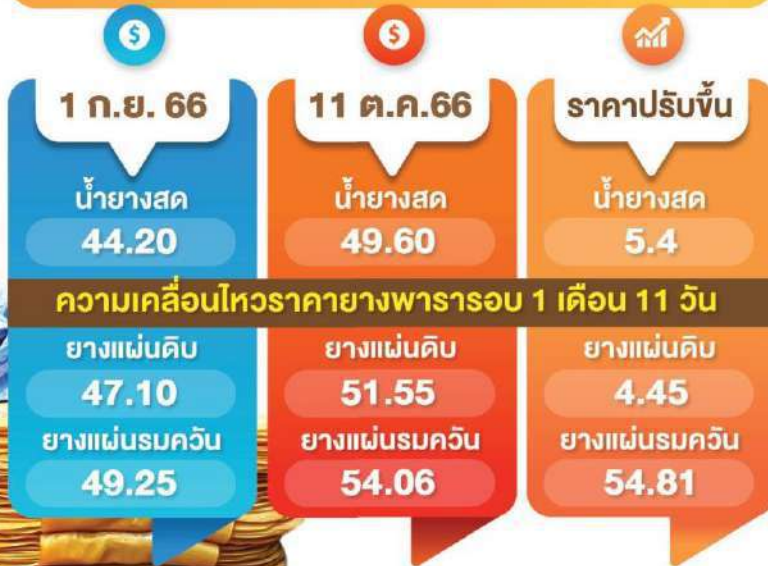 1 ก.ย. 66
11 ต.ค.66
ราคาปรับขึ้น
น้ำยางสด
น้ำยางสด
น้ำยางสด
44.20
49.60
5.4
ความเคลื่อนไหวราคายางพารารอบ 1 เดือน 11 วัน
ยางแผ่นดิบ
ยางแผ่นดิบ
ยางแผ่นดิบ
47.10
51.55
4.45
ยางแผ่นรมควัน
ยางแผ่นรมควัน
ยางแผ่นรมควัน
49.25
54.06
54.81